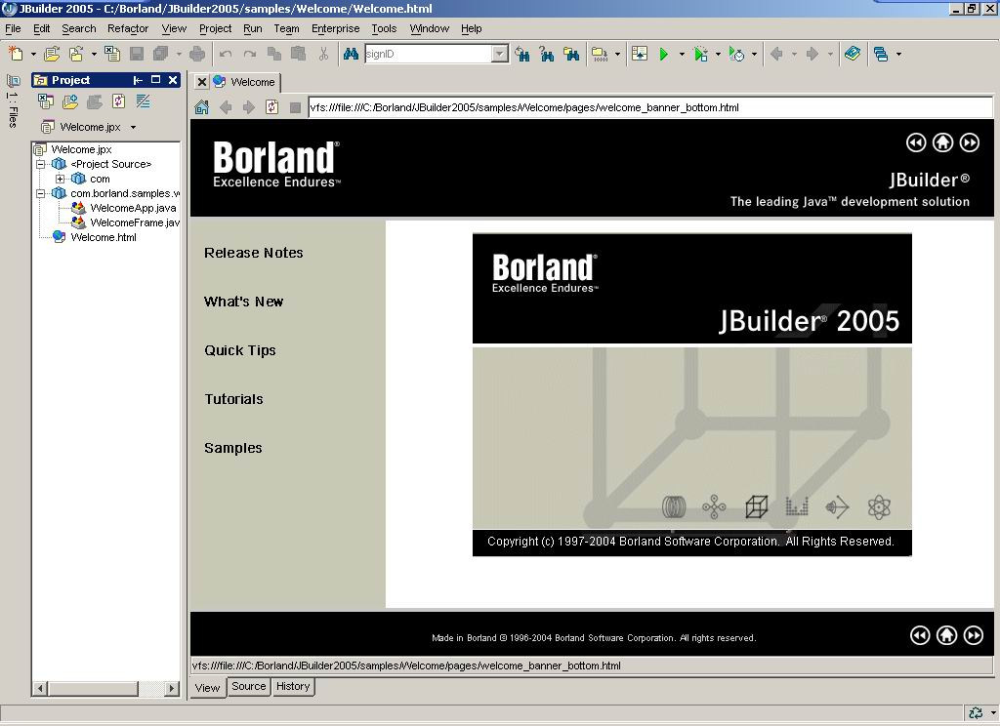 JBuilder 2005 - C:/Borland/JBuilder2005/samples/Welcome/Welcome.html
File Edit Search Refactor View Project Run Team Enterprise Tools Window Help
signID
1: Files
Project
Welcome.jpx
Welcome.jpx
<Project Source>
com
com.borland.samples.w
WelcomeApp.java
WelcomeFrame.jav
Welcome.html
Welcome
vfs:///file:///C:/Borland/JBuilder2005/samples/Welcome/pages/welcome_banner_bottom.html
Borland®
Excellence Endures™
JBuilder®
The leading Java™ development solution
Release Notes
What's New
Quick Tips
Tutorials
Samples
Borland®
Excellence Endures™
JBuilder® 2005
Copyright (c) 1997-2004 Borland Software Corporation. All Rights Reserved.
Made in Borland © 1996-2004 Borland Software Corporation. All rights reserved.
vfs:///file:///C:/Borland/JBuilder2005/samples/Welcome/pages/welcome_banner_bottom.html
View Source History